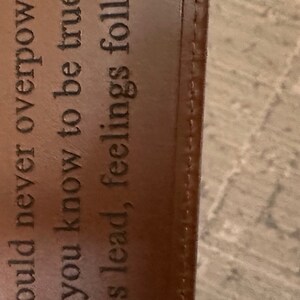 ould never overpow
you know to be true
s lead, feelings foll